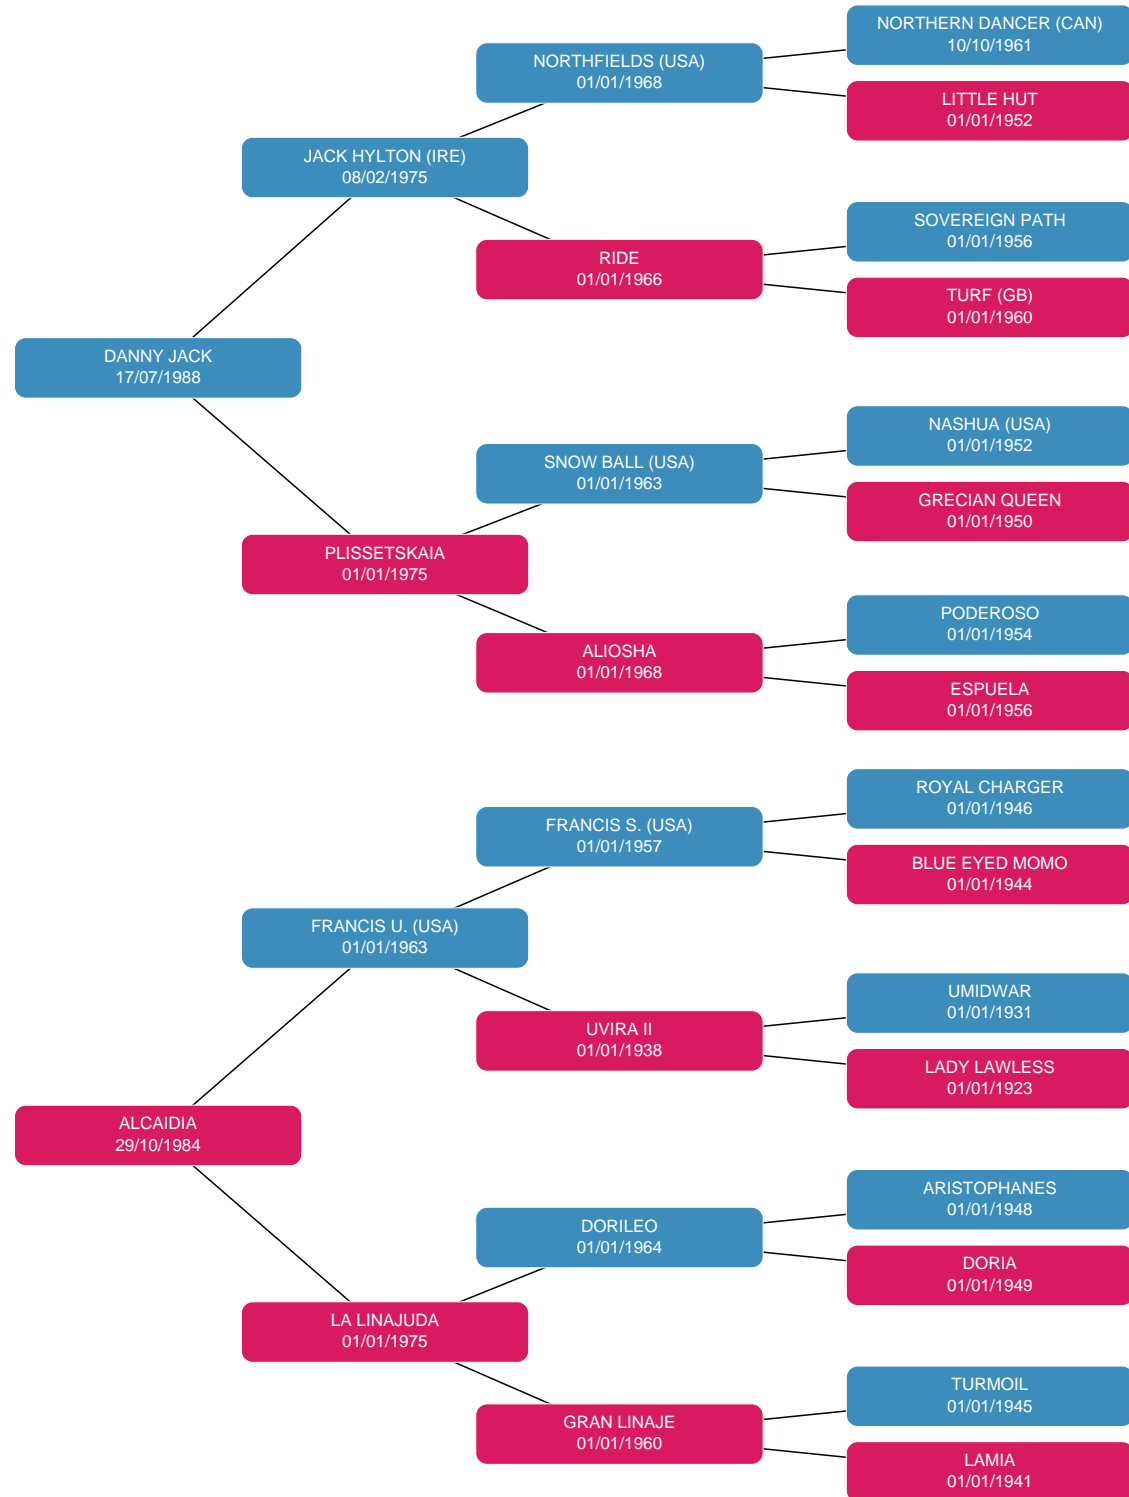 NORTHERN DANCER (CAN)
10/10/1961
NORTHFIELDS (USA)
01/01/1968
LITTLE HUT
01/01/1952
JACK HYLTON (IRE)
08/02/1975
SOVEREIGN PATH
01/01/1956
RIDE
01/01/1966
TURF (GB)
01/01/1960
DANNY JACK
17/07/1988
NASHUA (USA)
01/01/1952
SNOW BALL (USA)
01/01/1963
GRECIAN QUEEN
01/01/1950
PLISSETSKAIA
01/01/1975
PODEROSO
01/01/1954
ALIOSHA
01/01/1968
ESPUELA
01/01/1956
ROYAL CHARGER
01/01/1946
FRANCIS S. (USA)
01/01/1957
BLUE EYED MOMO
01/01/1944
FRANCIS U. (USA)
01/01/1963
UMIDWAR
01/01/1931
UVIRA II
01/01/1938
LADY LAWLESS
01/01/1923
ALCAIDIA
29/10/1984
ARISTOPHANES
01/01/1948
DORILEO
01/01/1964
DORIA
01/01/1949
LA LINAJUDA
01/01/1975
TURMOIL
01/01/1945
GRAN LINAJE
01/01/1960
LAMIA
01/01/1941